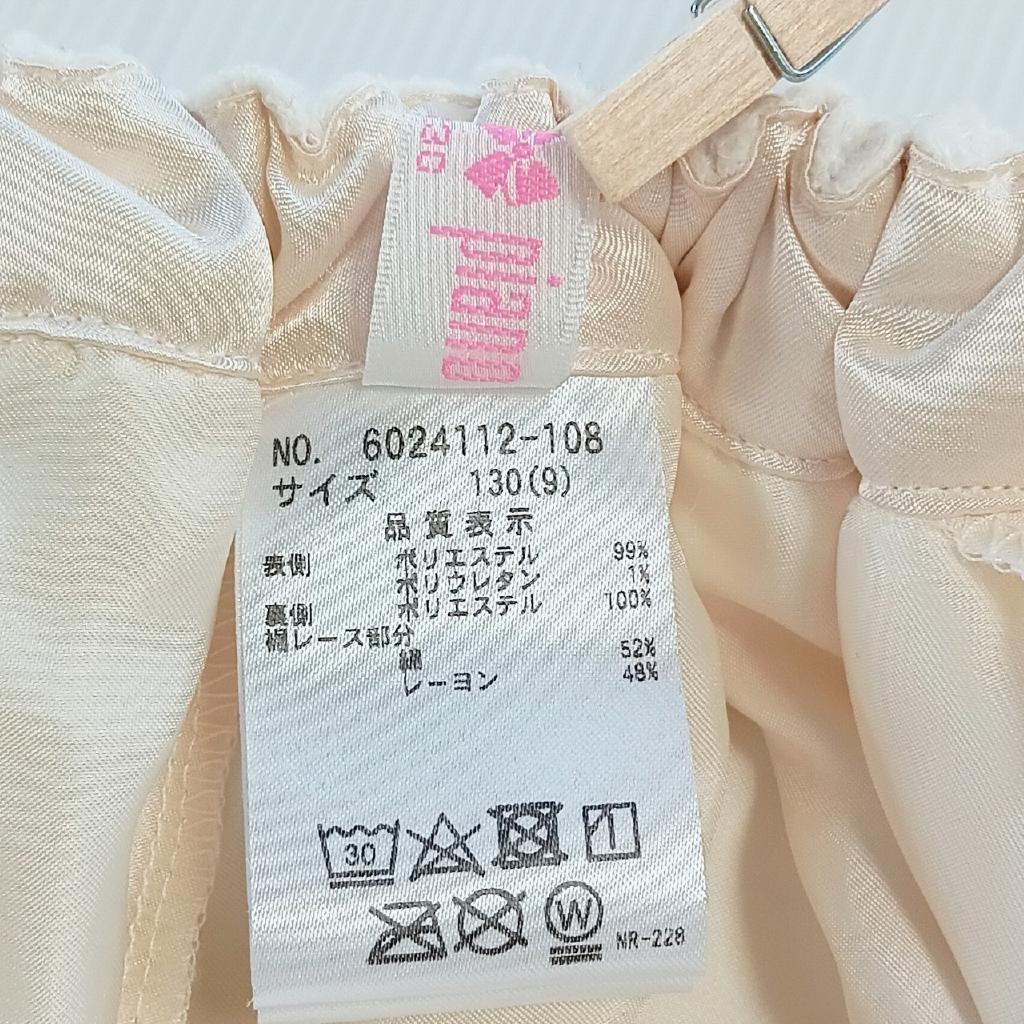 130
piama
NO. 6024112-108
サイズ 130(9)
品質表示
表側 ポリエステル 99%
ポリウレタン 1%
裏側 ポリエステル 100%
裾レース部分
綿 52%
レーヨン 48%
30
W
NR-228